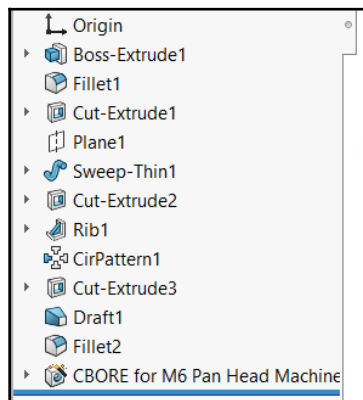 Origin
Boss-Extrude1
Fillet1
Cut-Extrude1
Plane1
Sweep-Thin1
Cut-Extrude2
Rib1
CirPattern1
Cut-Extrude3
Draft1
Fillet2
CBORE for M6 Pan Head Machine